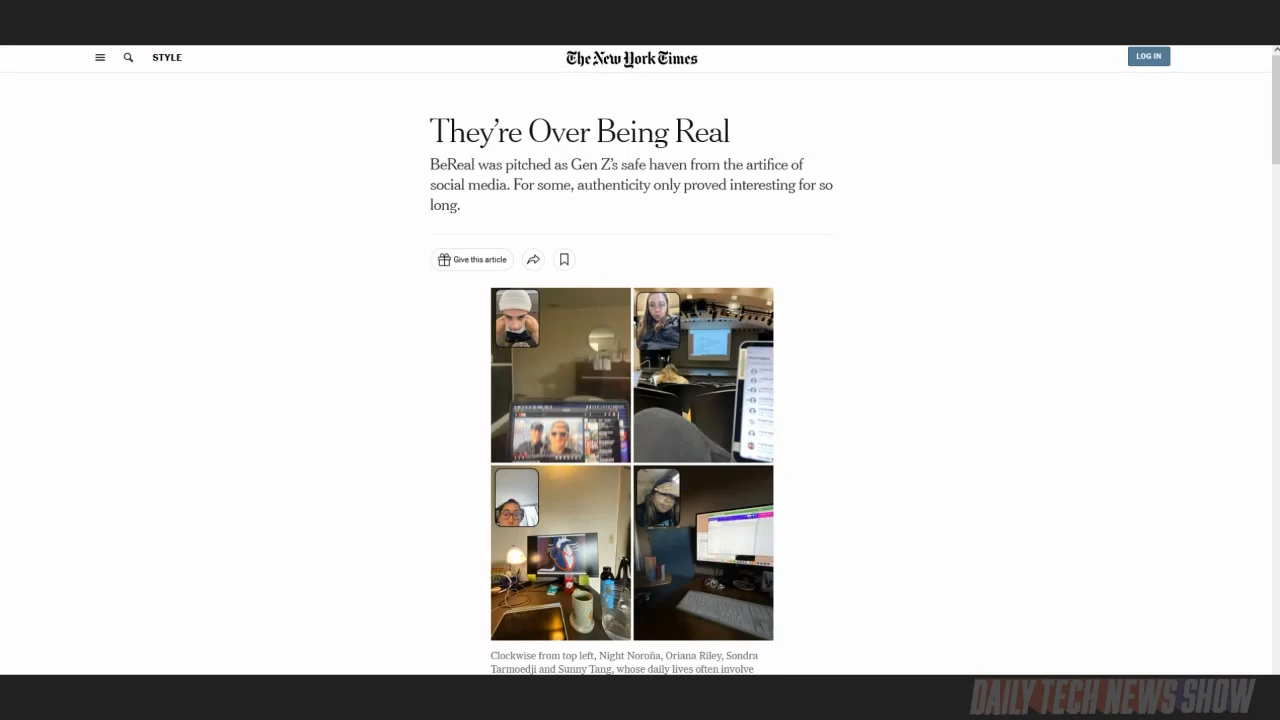 STYLE
The New York Times
LOG IN
They're Over Being Real
BeReal was pitched as Gen Z's safe haven from the artifice of
social media. For some, authenticity only proved interesting for so
long.
Give this article
Clockwise from top left, Night Noroña, Oriana Riley, Sondra
Tarmoedji and Sunny Tang, whose daily lives often involve
DAILY TECH NEWS SHOW